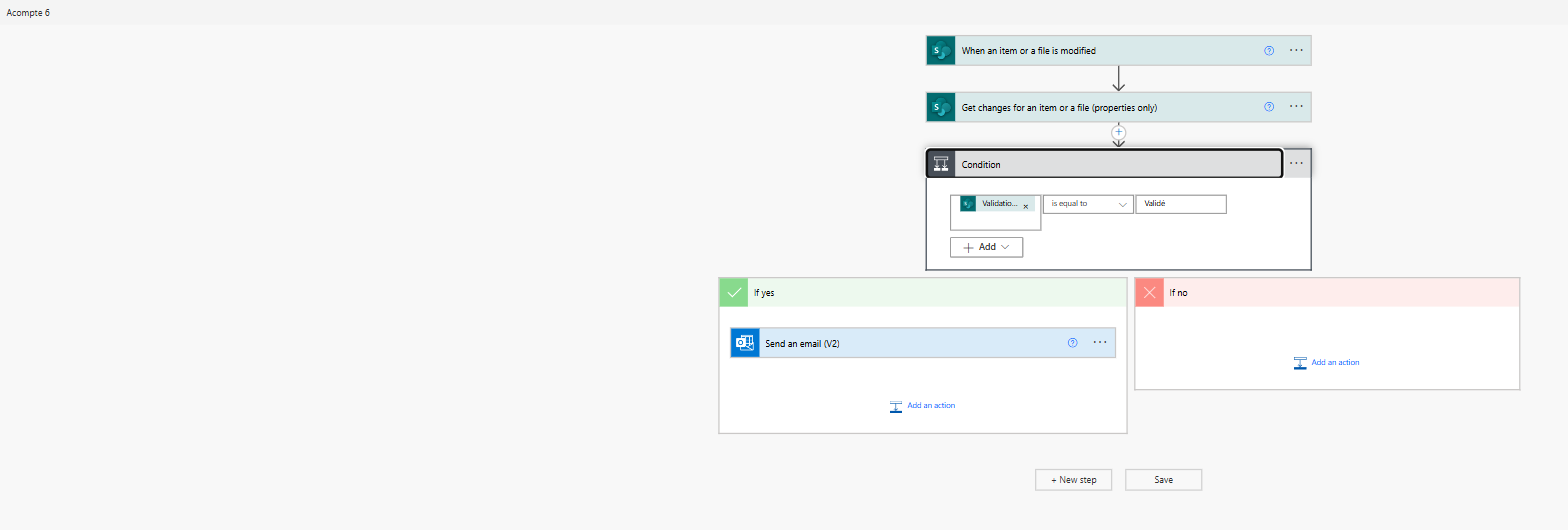 Acompte 6
When an item or a file is modified
Get changes for an item or a file (properties only)
Condition
Validatio... × is equal to Validé
+ Add
If yes
If no
Send an email (V2)
Add an action
Add an action
+ New step Save